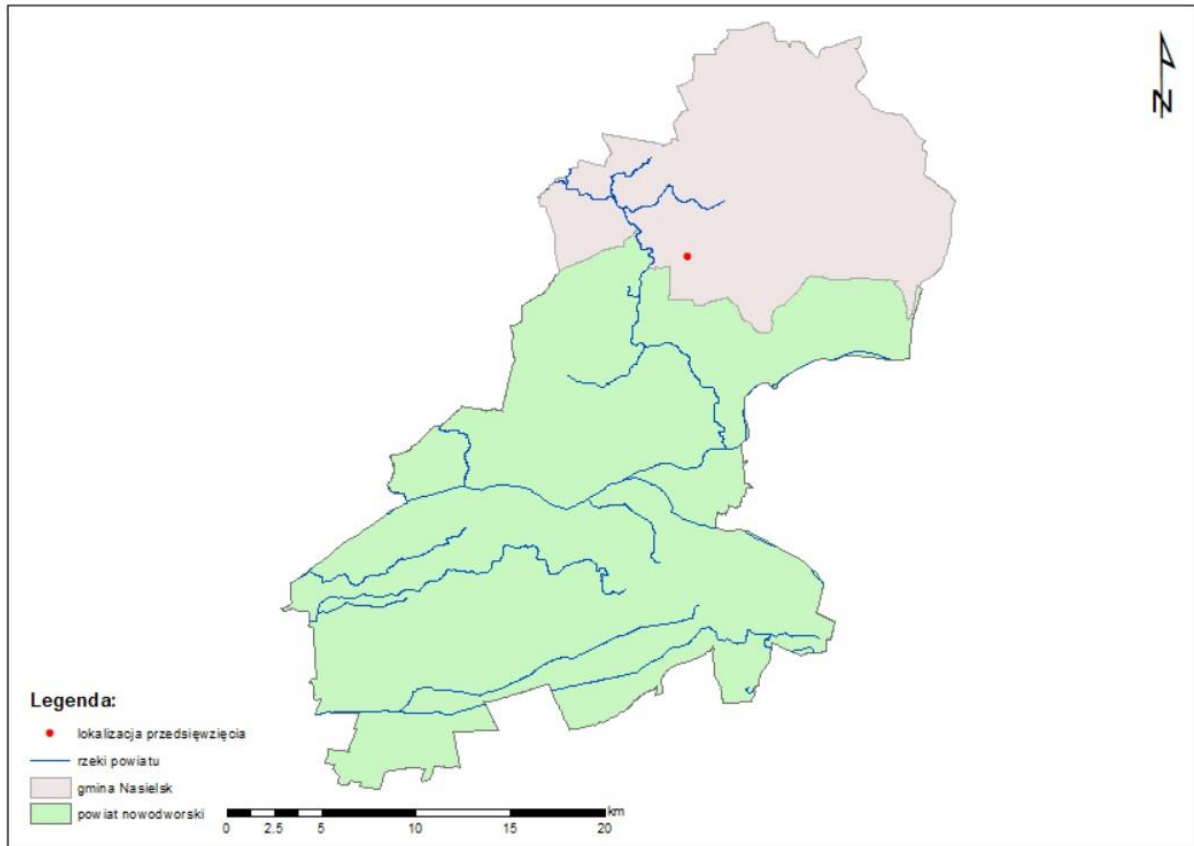 N
Legenda:
lokalizacja przedsięwzięcia
rzeki powiatu
gmina Nasielsk
powiat nowodworski
km
0 2.5 5 10 15 20